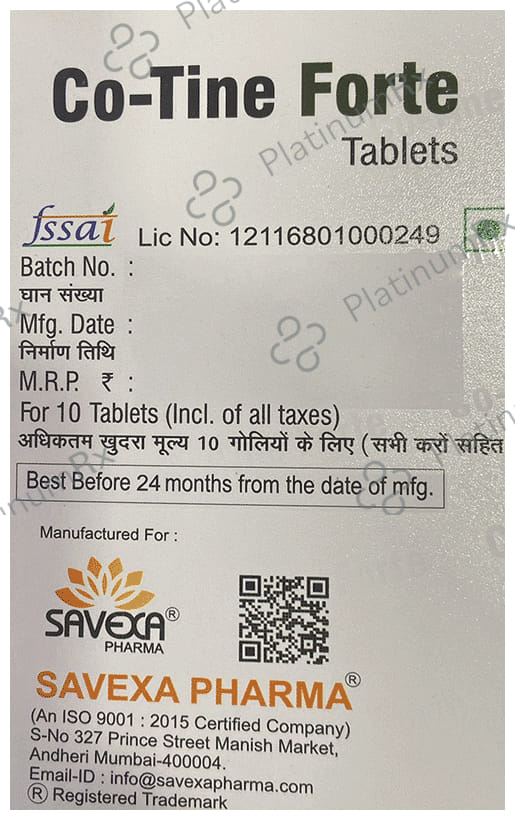 Co-Tine Forte
Tablets
fssai Lic No: 12116801000249
Batch No. :
घान संख्या
Mfg. Date :
निर्माण तिथि
M.R.P. ₹ :
For 10 Tablets (Incl. of all taxes)
अधिकतम खुदरा मूल्य 10 गोलियों के लिए (सभी करों सहित
Best Before 24 months from the date of mfg.
Manufactured For :
SAVEXA®
PHARMA
SAVEXA PHARMA®
(An ISO 9001 : 2015 Certified Company)
S-No 327 Prince Street Manish Market,
Andheri Mumbai-400004.
Email-ID : info@savexapharma.com
® Registered Trademark
PlatinumRx
PlatinumRx
PlatinumRx